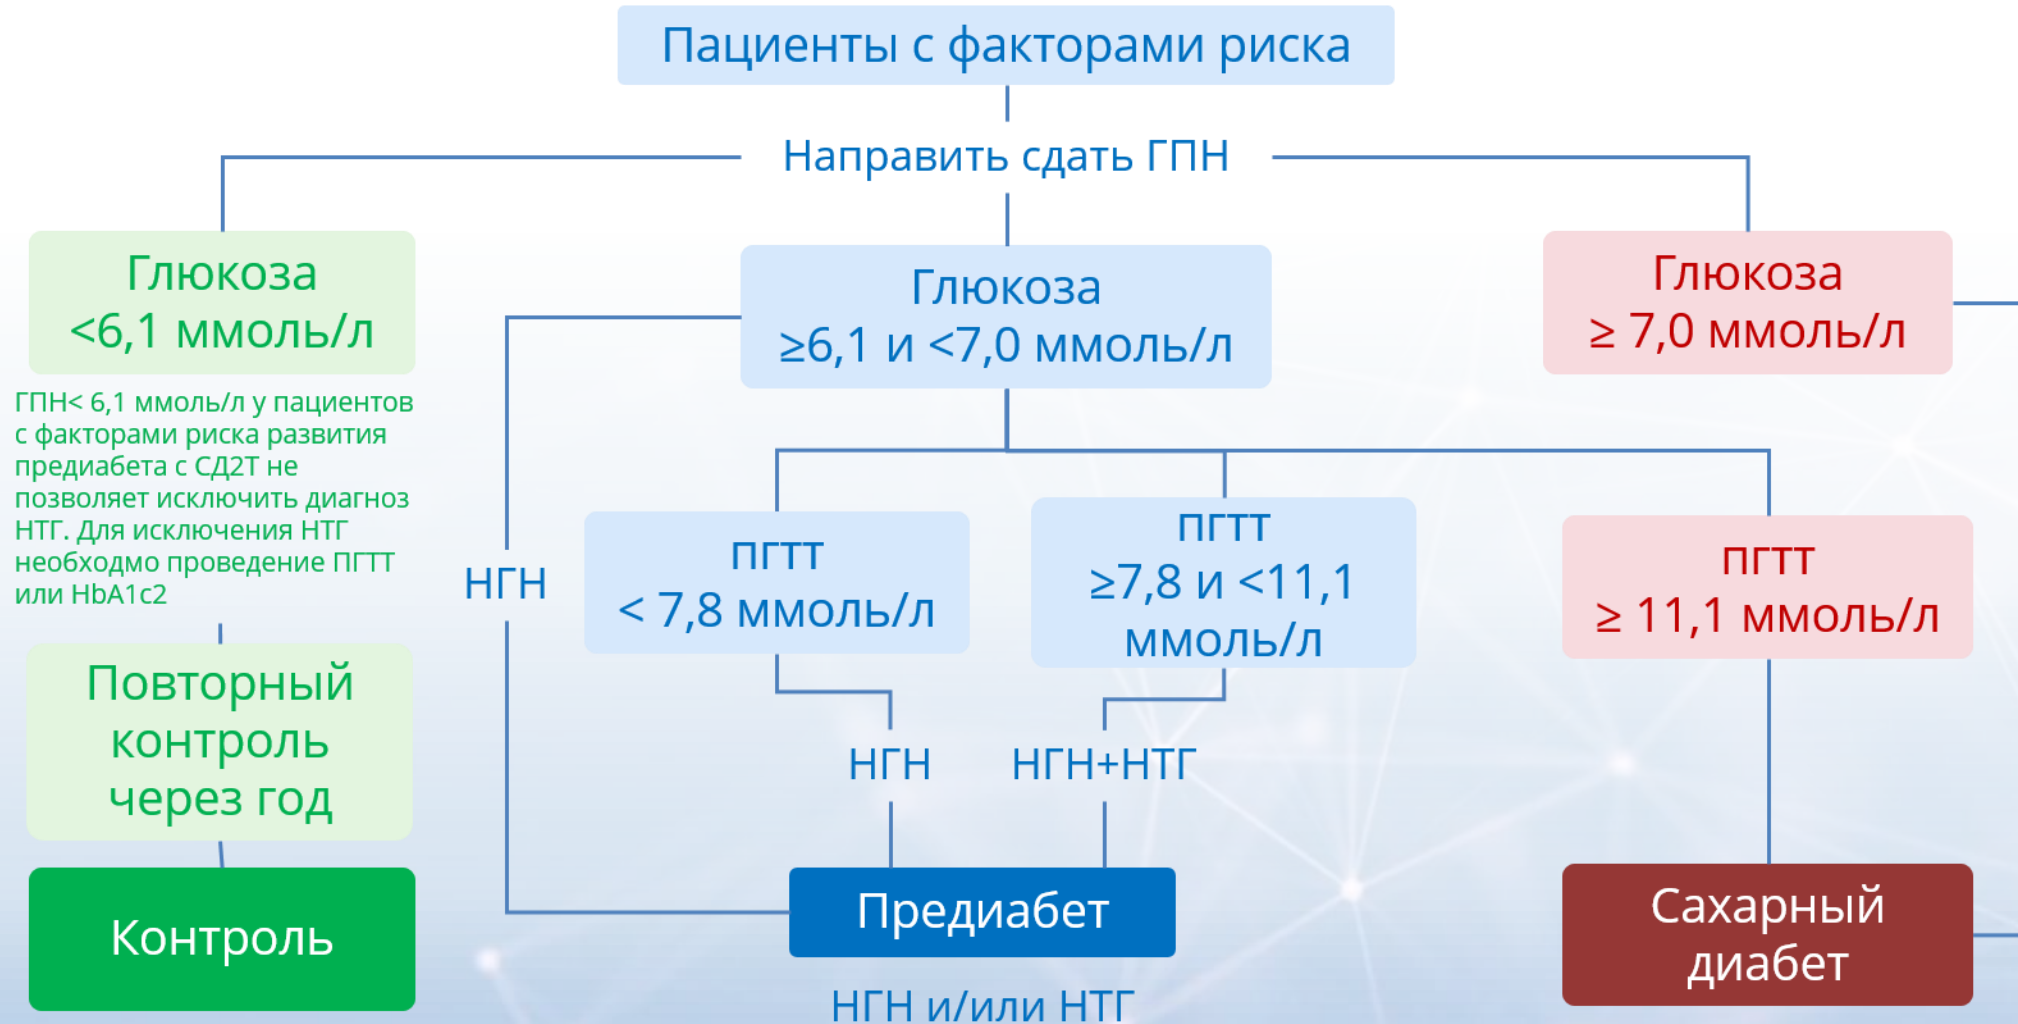 Пациенты с факторами риска
Направить сдать ГПН
Глюкоза
<6,1 ммоль/л
Глюкоза
≥6,1 и <7,0 ммоль/л
Глюкоза
≥ 7,0 ммоль/л
ГПН< 6,1 ммоль/л у пациентов
с факторами риска развития
предиабета с СД2Т не
позволяет исключить диагноз
НТГ. Для исключения НТГ
необходмо проведение ПГТТ
или HbA1c2
НГН
пгтт
< 7,8 ммоль/л
пгтт
≥7,8 и <11,1
ммоль/л
пгтт
≥ 11,1 ммоль/л
Повторный
контроль
через год
НГН
НГН+НТГ
Контроль
Предиабет
НГН и/или НТГ
Сахарный
диабет